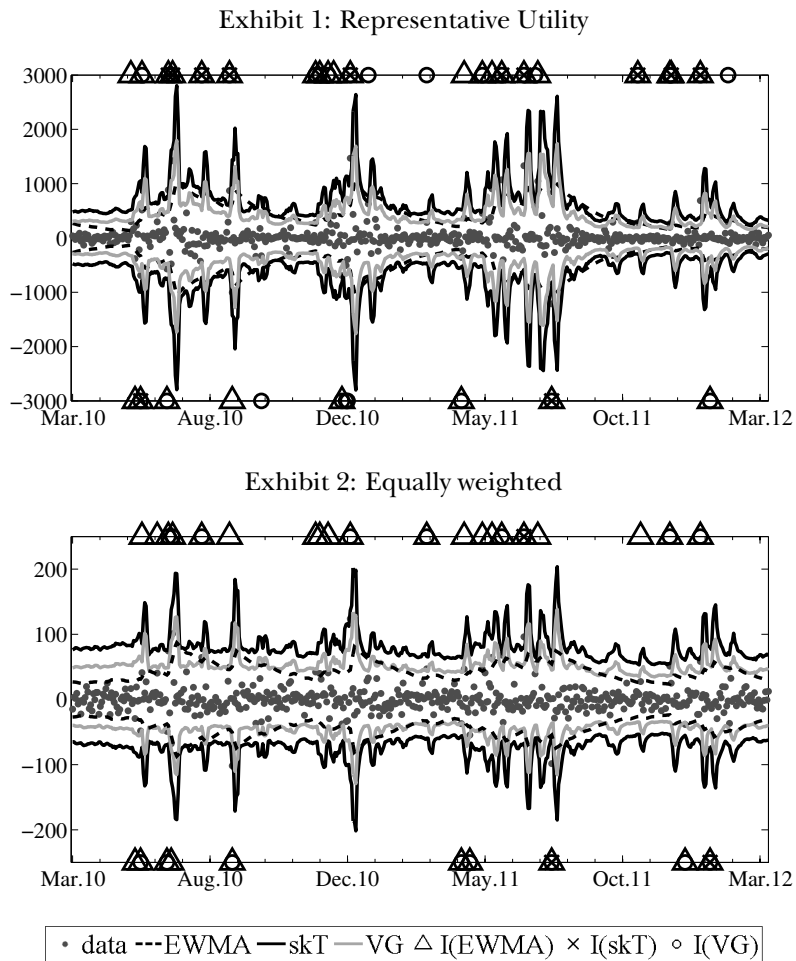 Exhibit 1: Representative Utility
3000
2000
1000
0
−1000
−2000
−3000
Mar.10 Aug.10 Dec.10 May.11 Oct.11 Mar.12
Exhibit 2: Equally weighted
200
100
0
−100
−200
Mar.10 Aug.10 Dec.10 May.11 Oct.11 Mar.12
data EWMA skT VG I(EWMA) I(skT) I(VG)